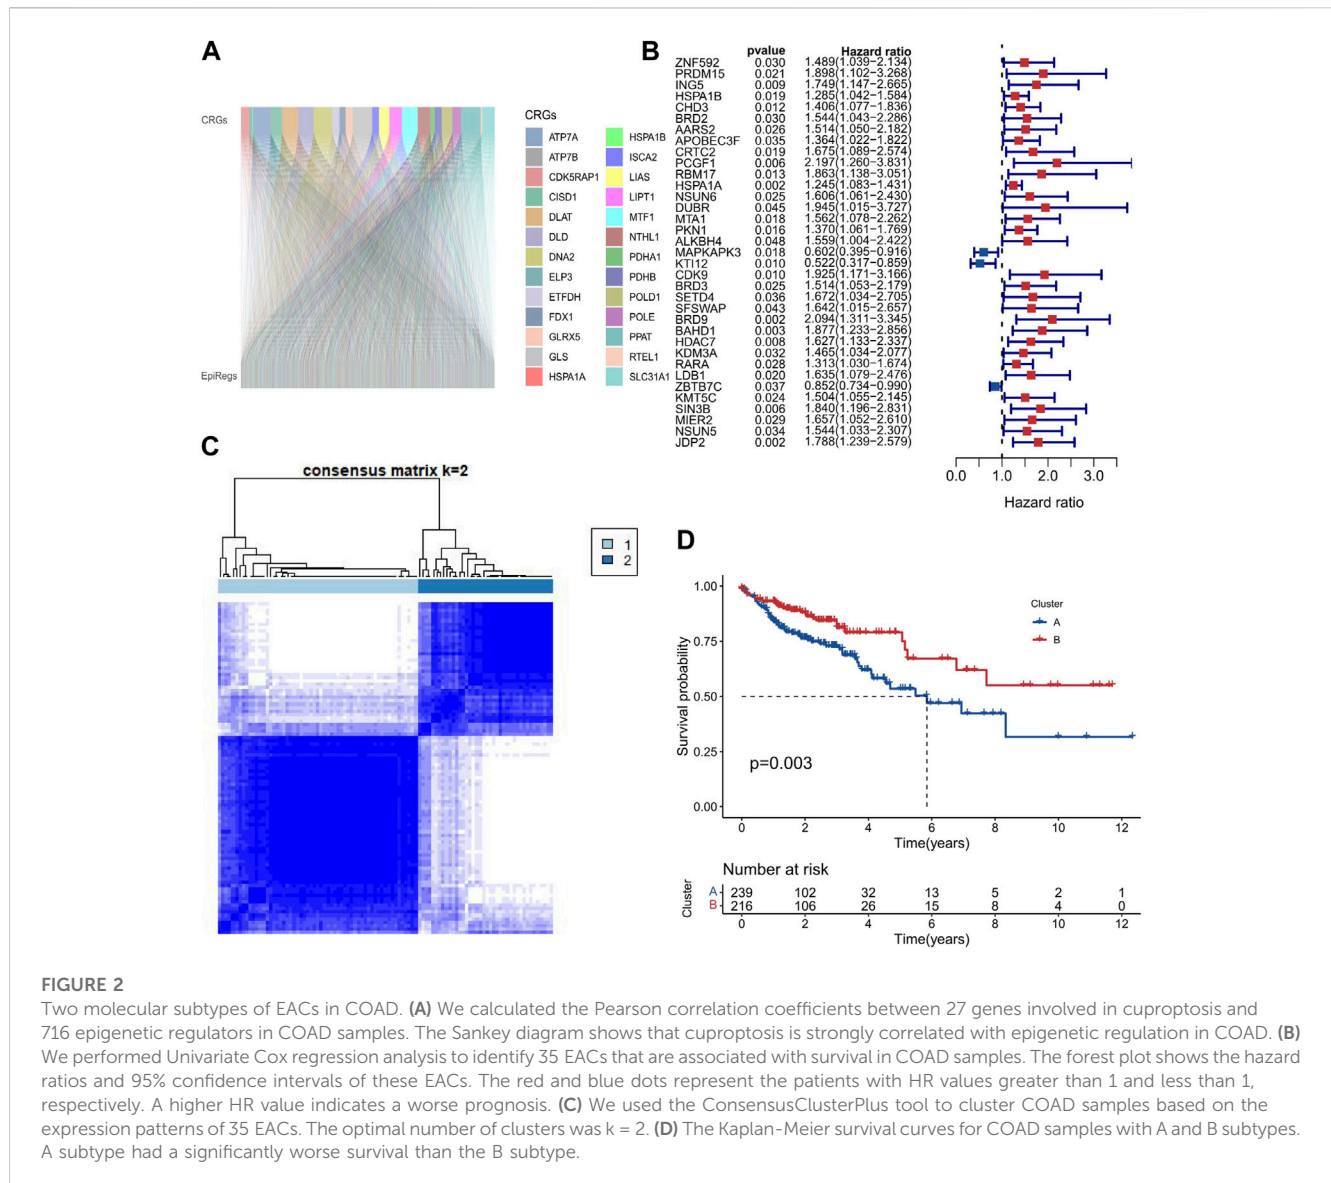 A
CRGs
EpiRegs
CRGs
ATP7A
ATP7B
CDK5RAP1
CISD1
DLAT
DLD
DNA2
ELP3
ETFDH
FDX1
GLRX5
GLS
HSPA1A
HSPA1B
ISCA2
LIAS
LIPT1
MTF1
NTHL1
PDHA1
PDHB
POLD1
POLE
PPAT
RTEL1
SLC31A1
B
pvalue Hazard ratio
ZNF592 0.030 1.489(1.039−2.134)
PRDM15 0.021 1.898(1.102−3.268)
ING5 0.009 1.749(1.147−2.665)
HSPA1B 0.019 1.285(1.042−1.584)
CHD3 0.012 1.406(1.077−1.836)
BRD2 0.030 1.544(1.043−2.286)
AARS2 0.026 1.514(1.050−2.182)
APOBEC3F 0.035 1.364(1.022−1.822)
CRTC2 0.019 1.675(1.089−2.574)
PCGF1 0.006 2.197(1.260−3.831)
RBM17 0.013 1.863(1.138−3.051)
HSPA1A 0.002 1.245(1.083−1.431)
NSUN6 0.025 1.606(1.061−2.430)
DUBR 0.045 1.945(1.015−3.727)
MTA1 0.018 1.562(1.078−2.262)
PKN1 0.016 1.370(1.061−1.769)
ALKBH4 0.048 1.559(1.004−2.422)
MAPKAPK3 0.018 0.602(0.395−0.916)
KTI12 0.010 0.522(0.317−0.859)
CDK9 0.010 1.925(1.171−3.166)
BRD3 0.025 1.514(1.053−2.179)
SETD4 0.036 1.672(1.034−2.705)
SFSWAP 0.043 1.642(1.015−2.657)
BRD9 0.002 2.094(1.311−3.345)
BAHD1 0.003 1.877(1.233−2.856)
HDAC7 0.008 1.627(1.133−2.337)
KDM3A 0.032 1.465(1.034−2.077)
RARA 0.028 1.313(1.030−1.674)
LDB1 0.020 1.635(1.079−2.476)
ZBTB7C 0.037 0.852(0.734−0.990)
KMT5C 0.024 1.504(1.055−2.145)
SIN3B 0.006 1.840(1.196−2.831)
MIER2 0.029 1.657(1.052−2.610)
NSUN5 0.034 1.544(1.033−2.307)
JDP2 0.002 1.788(1.239−2.579)
0.0 1.0 2.0 3.0
Hazard ratio
C
consensus matrix k=2
1
2
D
Survival probability
1.00
0.75
0.50
0.25
0.00
Cluster
A
B
p=0.003
0 2 4 6 8 10 12
Time(years)
Number at risk
Cluster
A 239 102 32 13 5 2 1
B 216 106 26 15 8 4 0
0 2 4 6 8 10 12
Time(years)
FIGURE 2
Two molecular subtypes of EACs in COAD. (A) We calculated the Pearson correlation coefficients between 27 genes involved in cuproptosis and
716 epigenetic regulators in COAD samples. The Sankey diagram shows that cuproptosis is strongly correlated with epigenetic regulation in COAD. (B)
We performed Univariate Cox regression analysis to identify 35 EACs that are associated with survival in COAD samples. The forest plot shows the hazard
ratios and 95% confidence intervals of these EACs. The red and blue dots represent the patients with HR values greater than 1 and less than 1,
respectively. A higher HR value indicates a worse prognosis. (C) We used the ConsensusClusterPlus tool to cluster COAD samples based on the
expression patterns of 35 EACs. The optimal number of clusters was k = 2. (D) The Kaplan-Meier survival curves for COAD samples with A and B subtypes.
A subtype had a significantly worse survival than the B subtype.